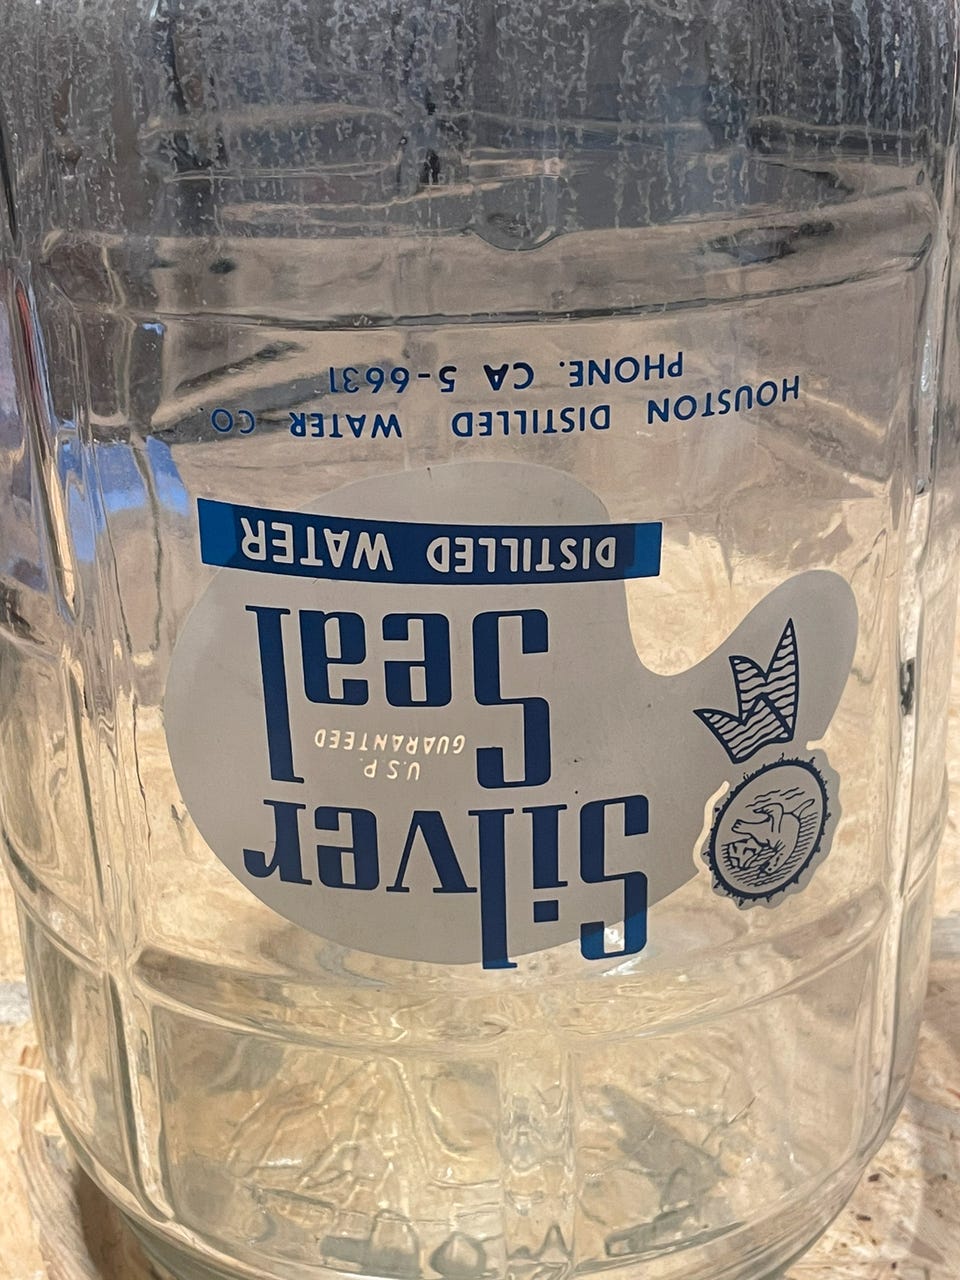 Silver
U.S.P.
GUARANTEED
Seal
DISTILLED WATER
HOUSTON DISTILLED WATER CO.
PHONE. CA 5-6631